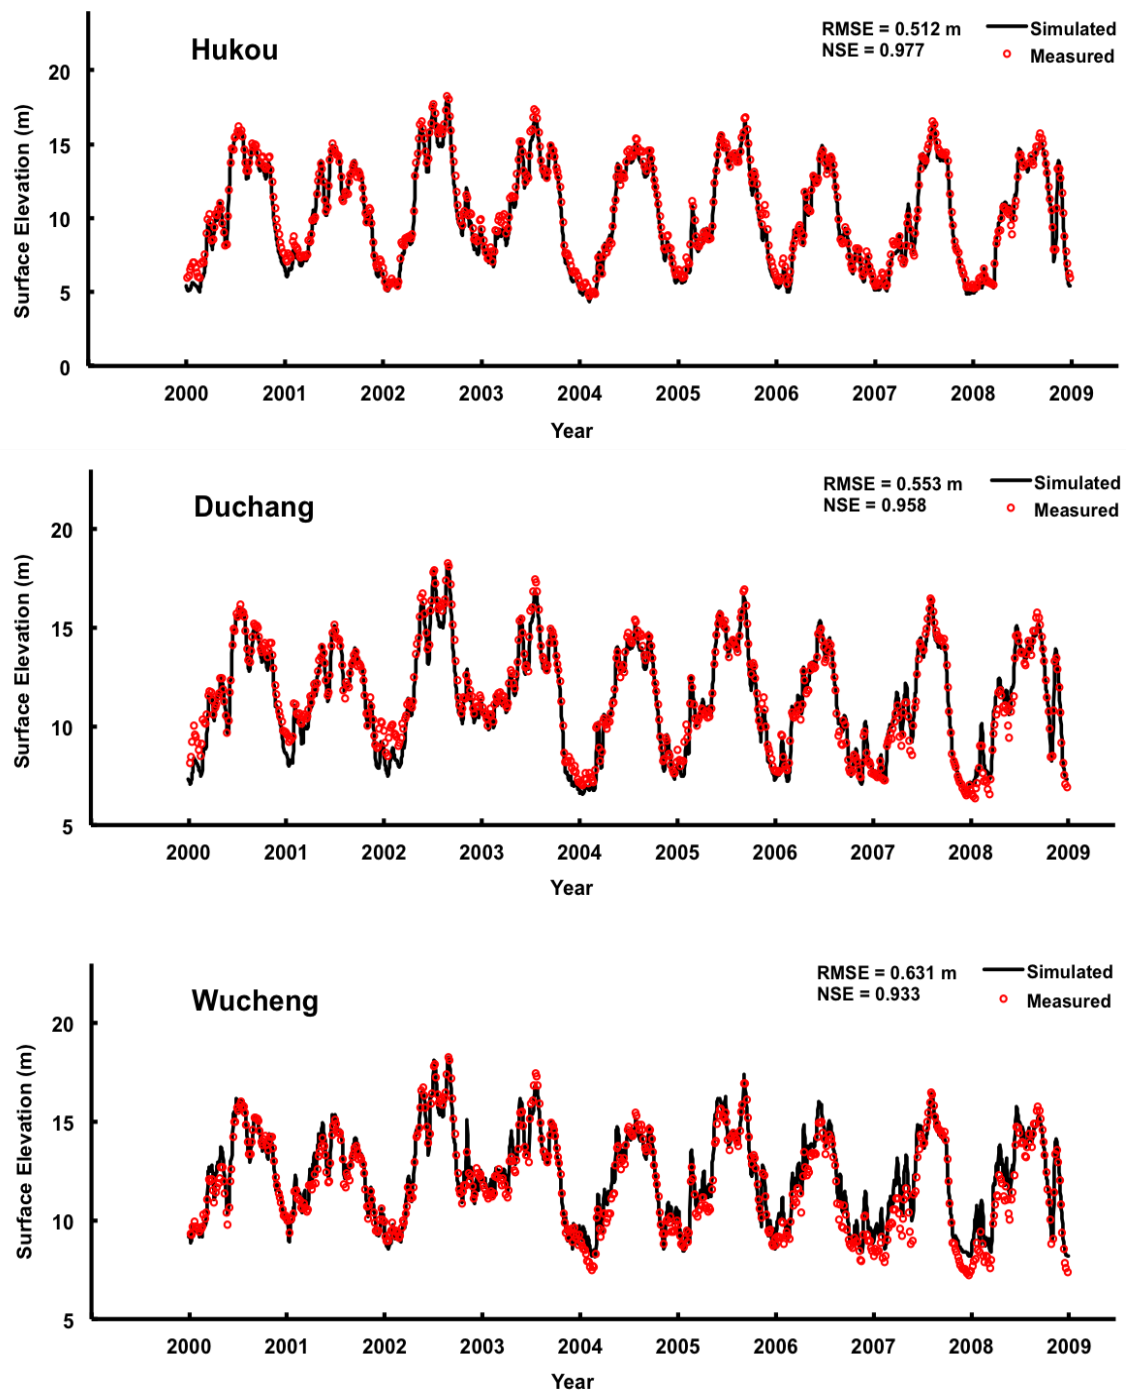 Hukou
RMSE = 0.512 m
NSE = 0.977
Simulated
Measured
Surface Elevation (m)
20
15
10
5
0
2000 2001 2002 2003 2004 2005 2006 2007 2008 2009
Year
Duchang
RMSE = 0.553 m
NSE = 0.958
Simulated
Measured
Surface Elevation (m)
20
15
10
5
2000 2001 2002 2003 2004 2005 2006 2007 2008 2009
Year
Wucheng
RMSE = 0.631 m
NSE = 0.933
Simulated
Measured
Surface Elevation (m)
20
15
10
5
2000 2001 2002 2003 2004 2005 2006 2007 2008 2009
Year